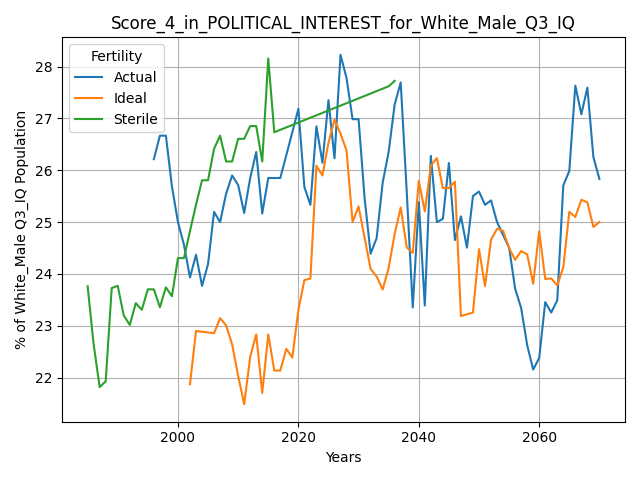 Score_4_in_POLITICAL_INTEREST_for_White_Male_Q3_IQ
Fertility
Actual
Ideal
Sterile
% of White_Male Q3_IQ Population
28
27
26
25
24
23
22
2000 2020 2040 2060
Years